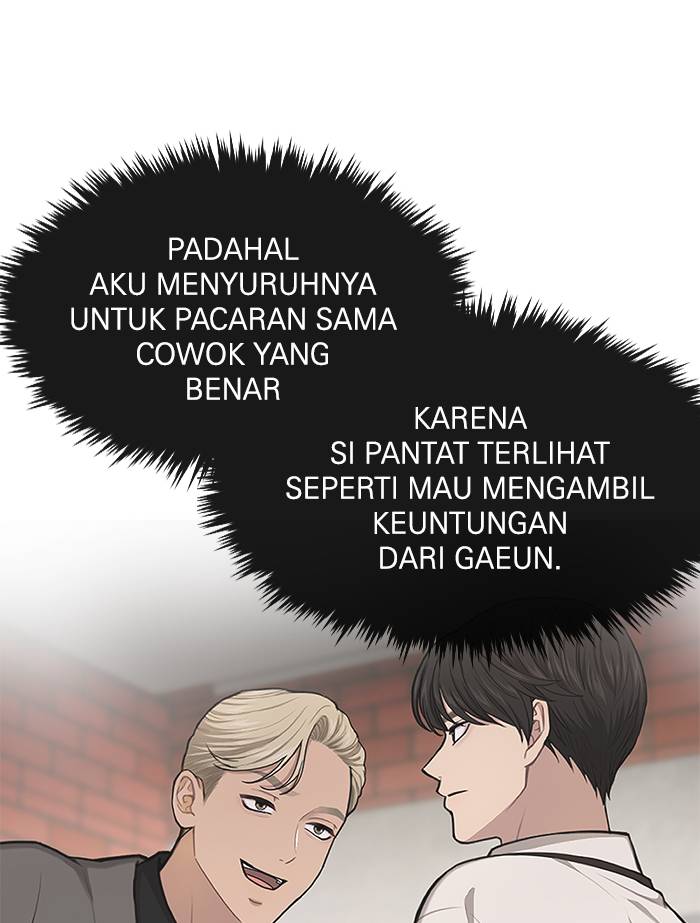 PADAHAL
AKU MENYURUHNYA
UNTUK PACARAN SAMA
COWOK YANG
BENAR
KARENA
SI PANTAT TERLIHAT
SEPERTI MAU MENGAMBIL
KEUNTUNGAN
DARI GAEUN.